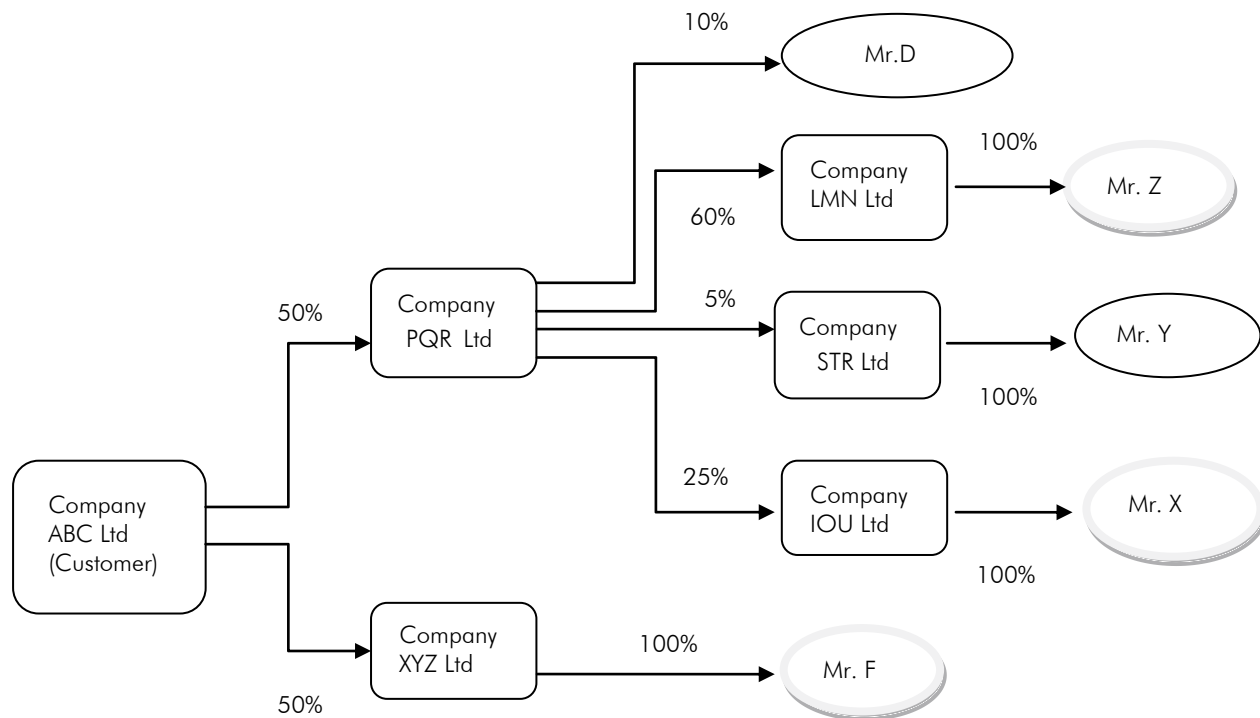 10%
Mr.D
100%
Company
LMN Ltd
Mr. Z
60%
50%
Company
PQR Ltd
5%
Company
STR Ltd
Mr. Y
100%
25%
Company
ABC Ltd
(Customer)
Company
IOU Ltd
Mr. X
100%
Company
XYZ Ltd
100%
Mr. F
50%